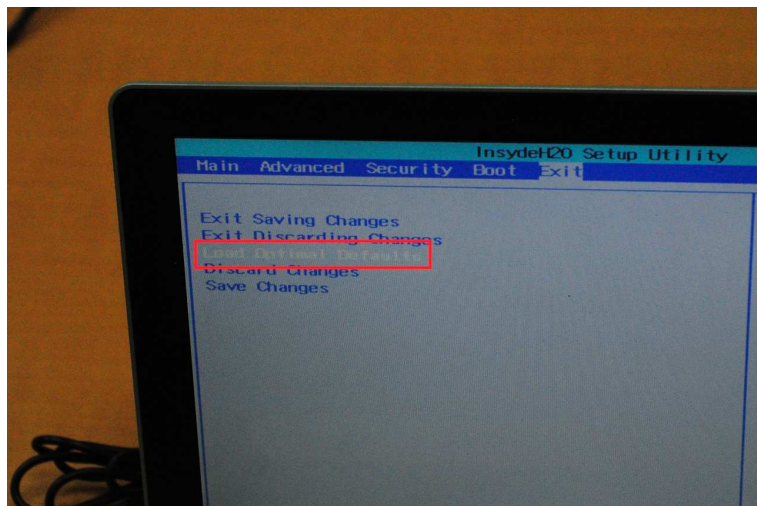 InsydeH20 Setup Utility
Main Advanced Security Boot Exit
Exit Saving Changes
Exit Discarding Changes
Load Optimal Defaults
Discard Changes
Save Changes